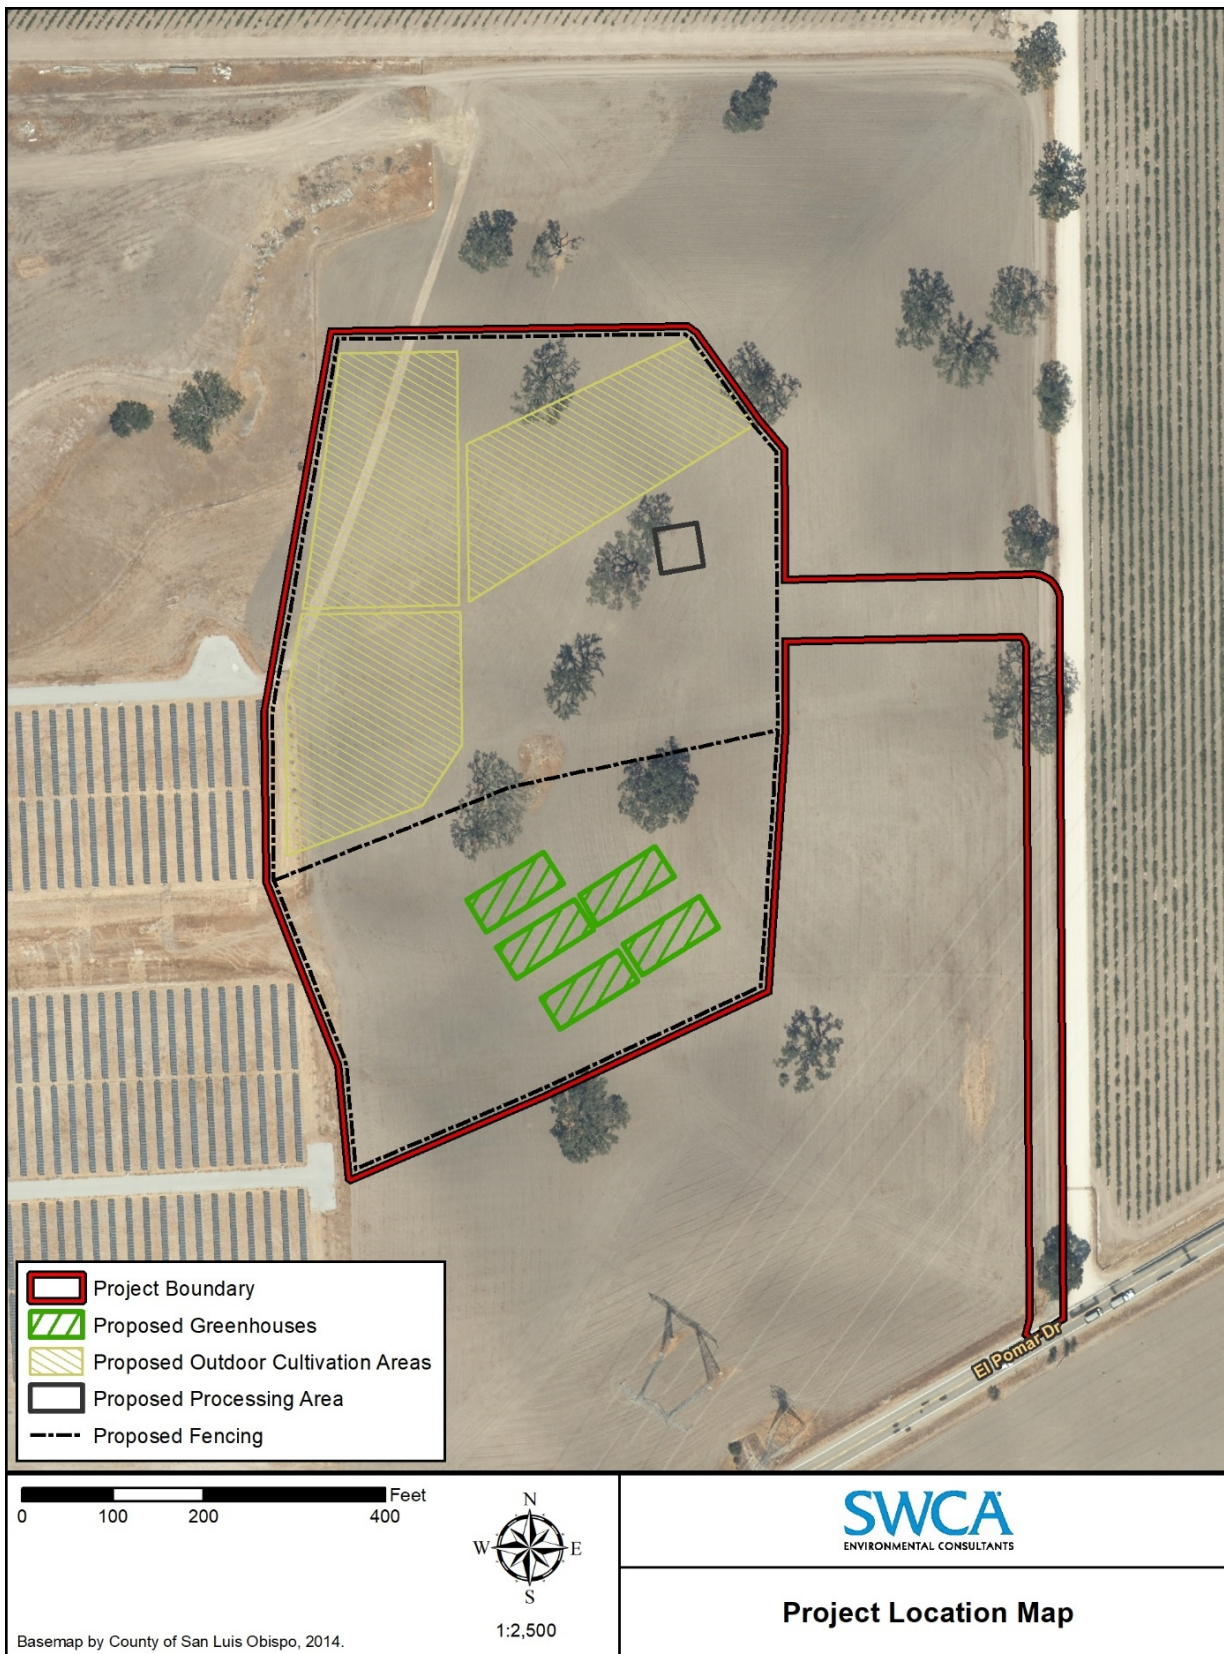 El Pomar Dr
Project Boundary
Proposed Greenhouses
Proposed Outdoor Cultivation Areas
Proposed Processing Area
Proposed Fencing
Feet
0 100 200 400
N
W E
S
1:2,500
Basemap by County of San Luis Obispo, 2014.
SWCA
ENVIRONMENTAL CONSULTANTS
Project Location Map